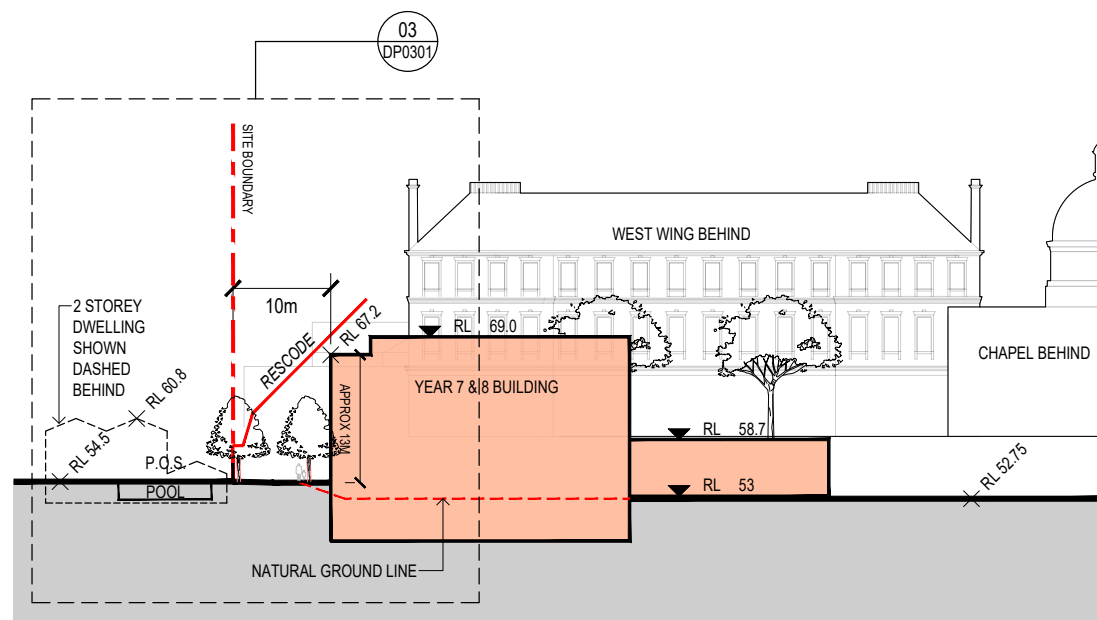 03
DP0301
SITE BOUNDARY
WEST WING BEHIND
10m
2 STOREY
DWELLING
SHOWN
DASHED
BEHIND
RESCODE
RL 67.2
RL 69.0
CHAPEL BEHIND
YEAR 7 & 8 BUILDING
RL 60.8
APPROX 13M
RL 58.7
RL 54.5
P.O.S
POOL
RL 53
RL 52.75
NATURAL GROUND LINE